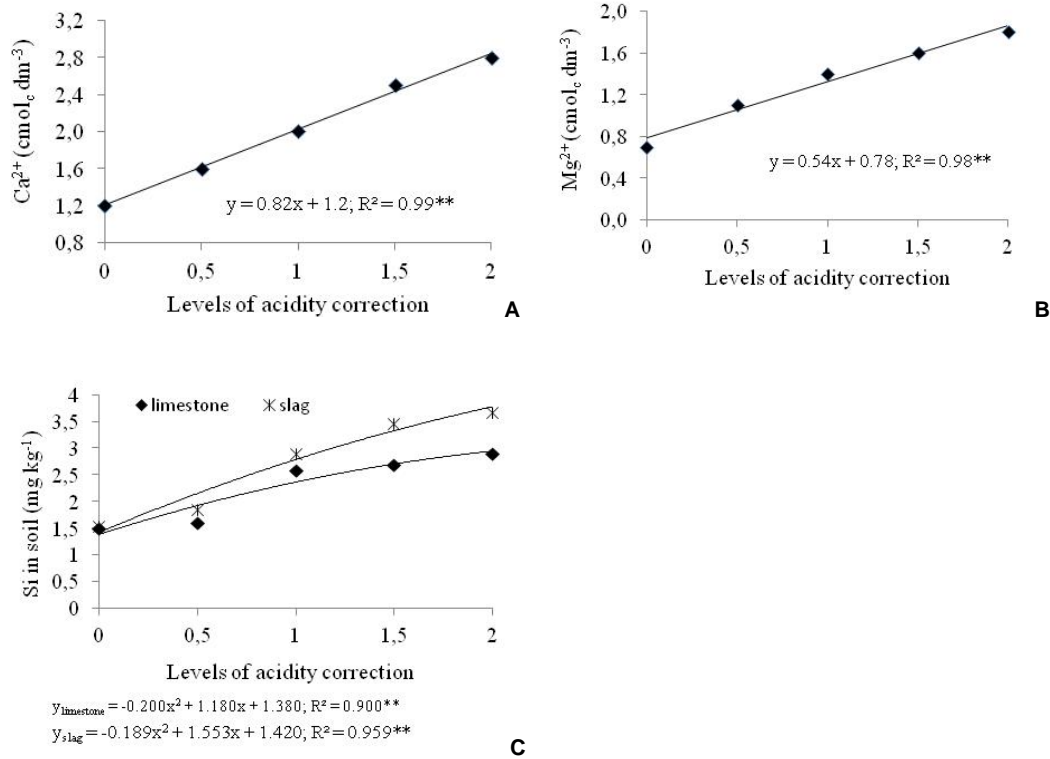 3,2
2,8
2,4
2,0
1,6
1,2
0,8
Ca²⁺ (cmol_c dm⁻³)
y = 0.82x + 1.2; R² = 0.99**
0 0,5 1 1,5 2
Levels of acidity correction
A
2,0
1,6
1,2
0,8
0,4
0,0
Mg²⁺ (cmol_c dm⁻³)
y = 0.54x + 0.78; R² = 0.98**
0 0,5 1 1,5 2
Levels of acidity correction
B
4
3,5
3
2,5
2
1,5
1
0,5
0
Si in soil (mg kg⁻¹)
limestone slag
0 0,5 1 1,5 2
Levels of acidity correction
y_limestone = -0.200x² + 1.180x + 1.380; R² = 0.900**
y_slag = -0.189x² + 1.553x + 1.420; R² = 0.959**
C